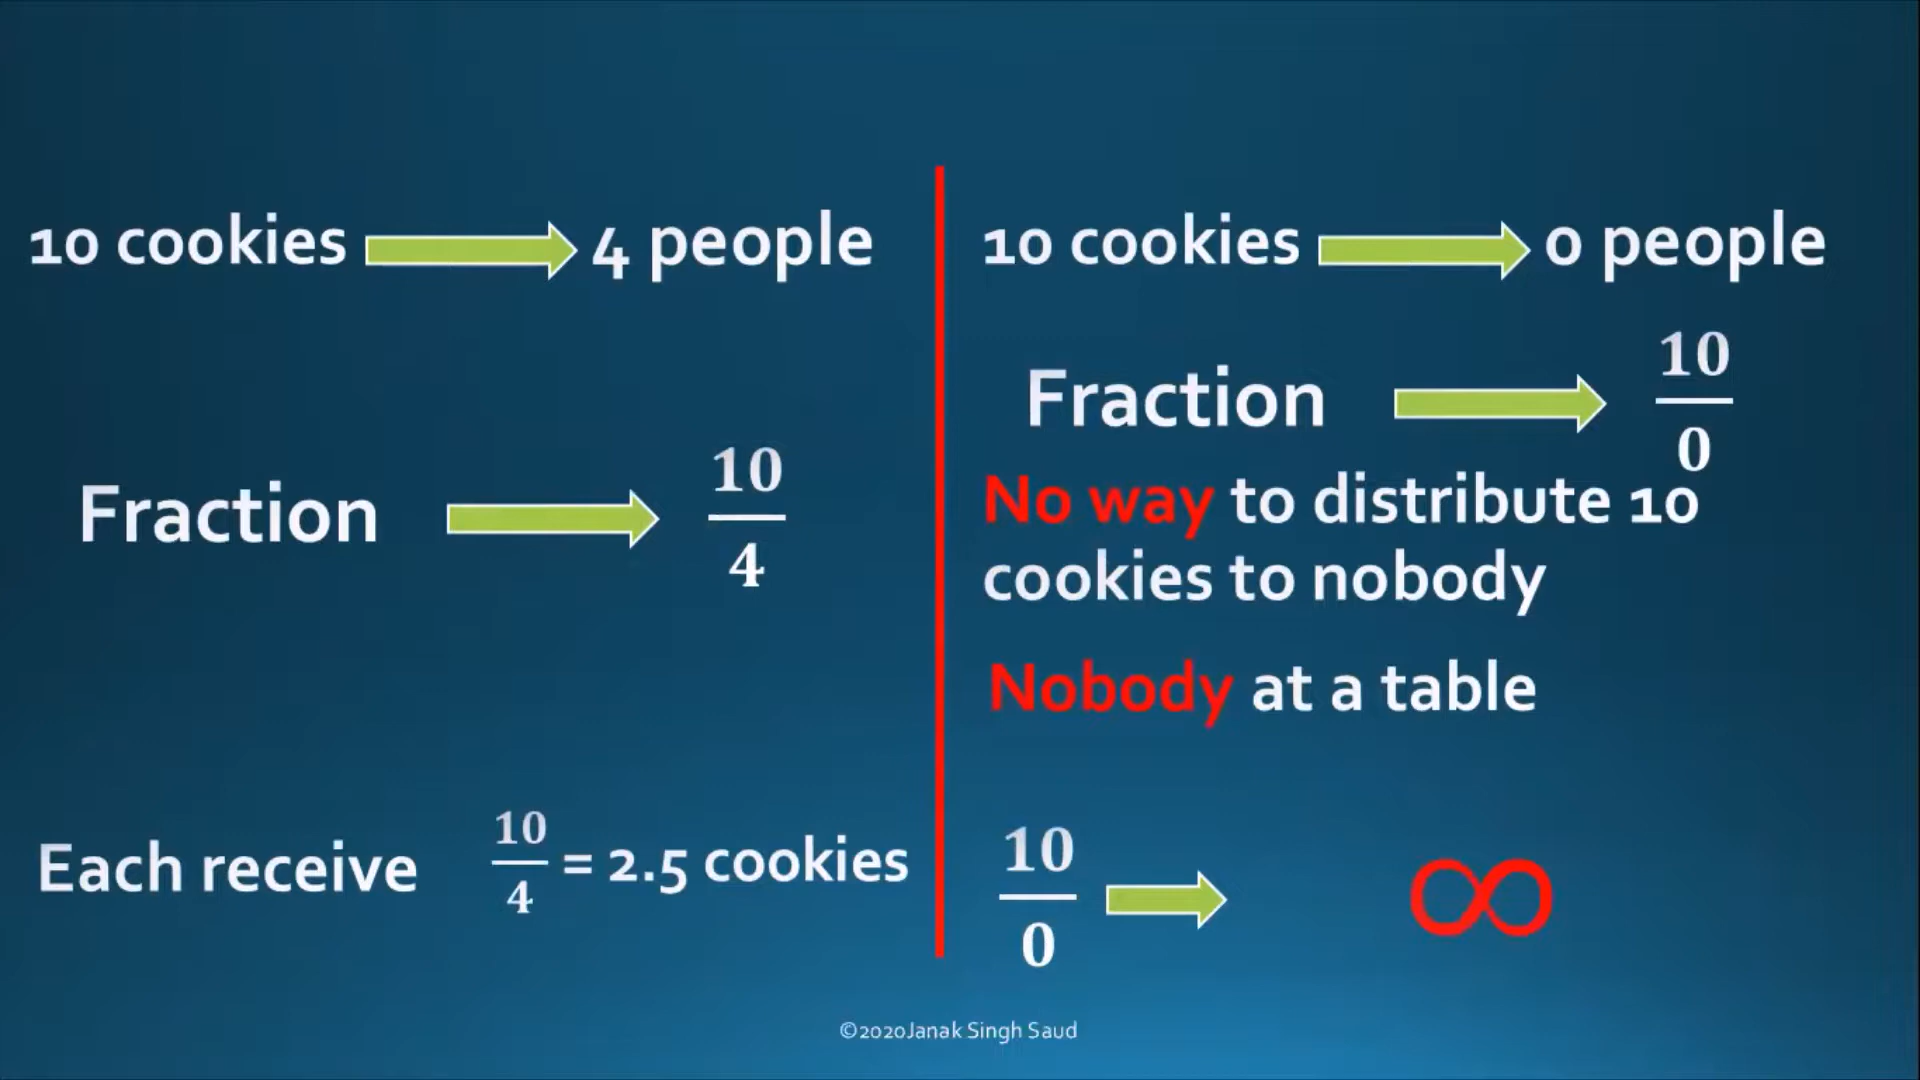 10 cookies 4 people
Fraction 10/4
Each receive 10/4 = 2.5 cookies
10 cookies 0 people
Fraction 10/0
No way to distribute 10
cookies to nobody
Nobody at a table
10/0 ∞
©2020Janak Singh Saud